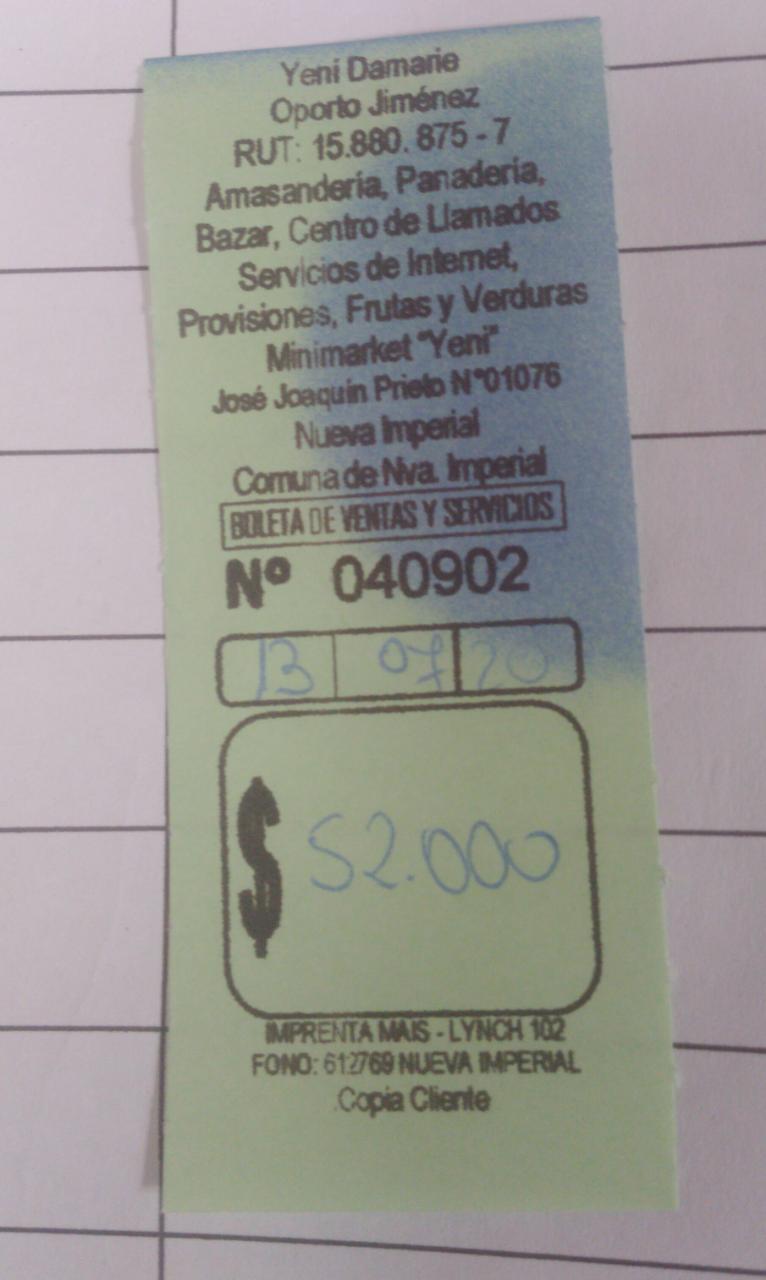 Yeni Damarie
Oporto Jiménez
RUT: 15.880. 875 - 7
Amasandería, Panadería,
Bazar, Centro de Llamados
Servicios de Internet,
Provisiones, Frutas y Verduras
Minimarket "Yeni"
José Joaquín Prieto N°01076
Nueva Imperial
Comuna de Nva. Imperial
BOLETA DE VENTAS Y SERVICIOS
Nº 040902
13 07 20
$ 52.000
IMPRENTA MAIS - LYNCH 102
FONO: 612769 NUEVA IMPERIAL
Copia Cliente